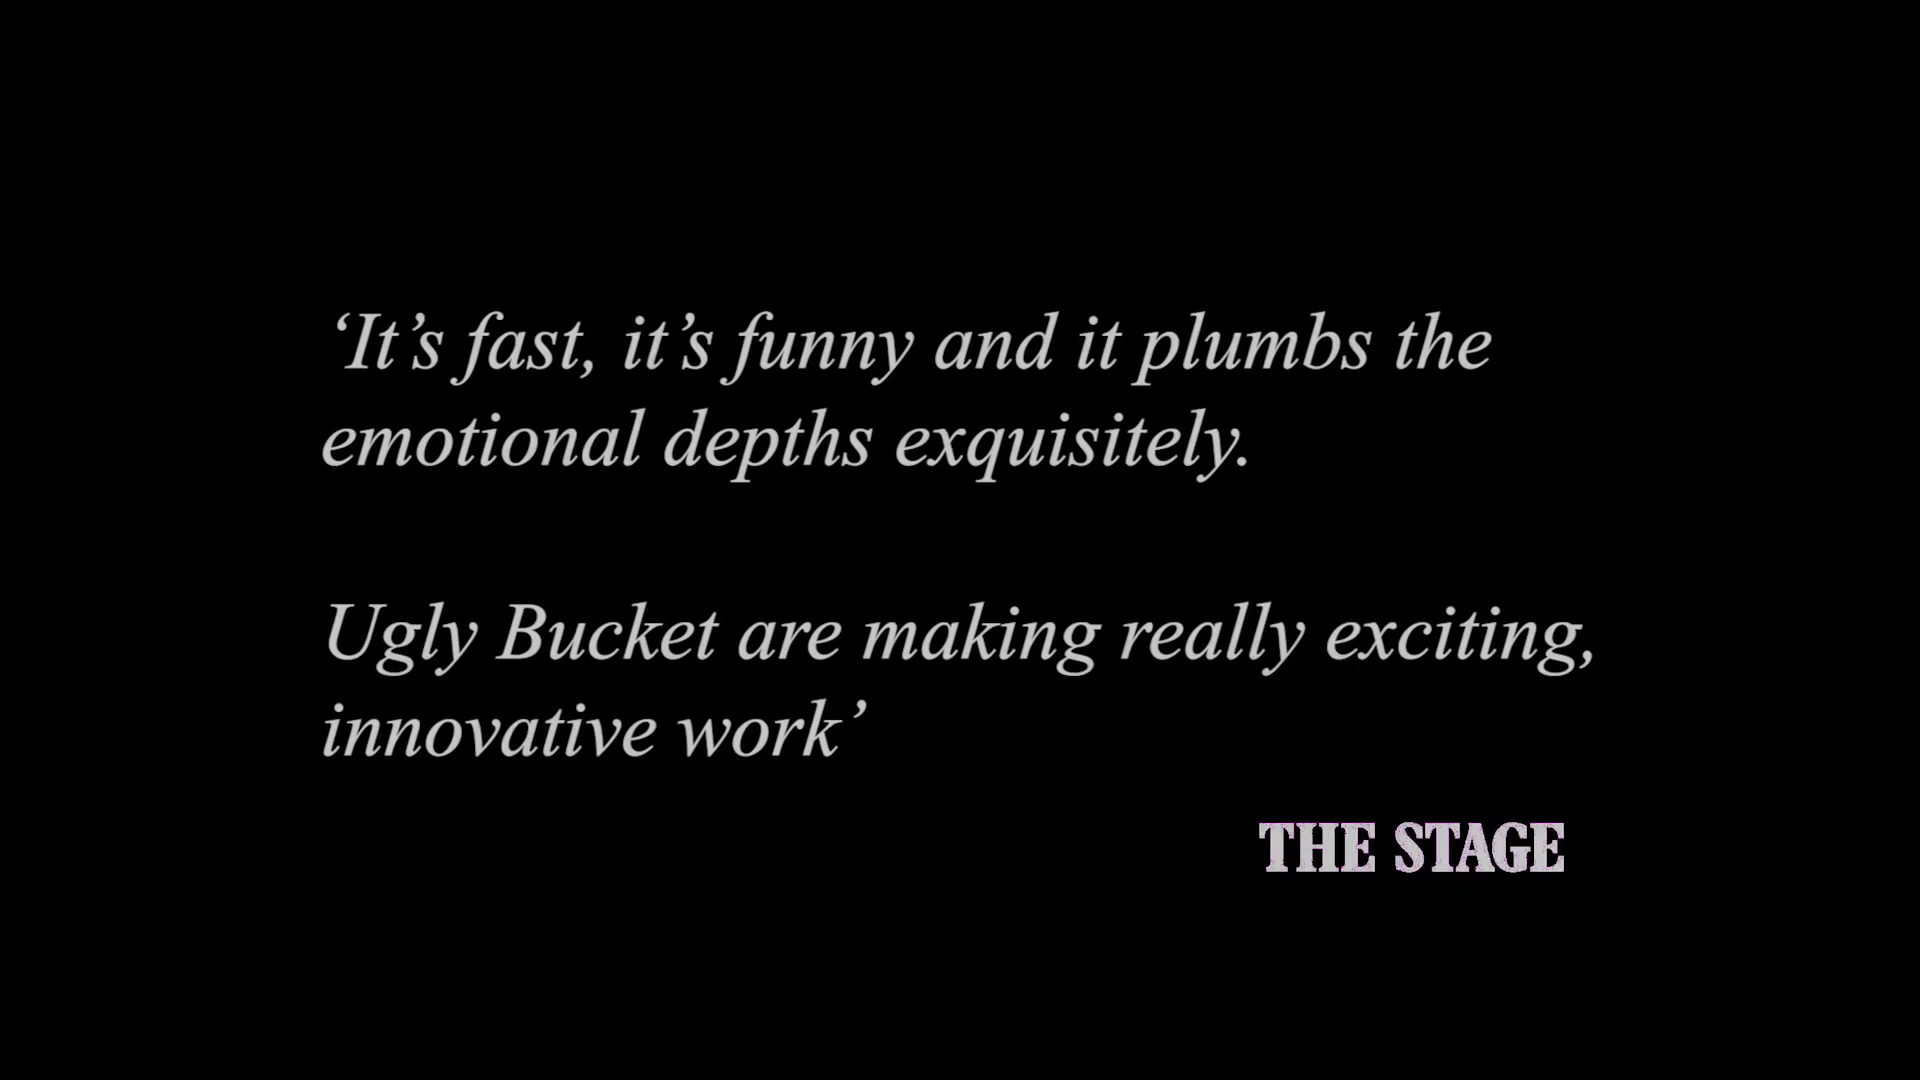 ‘It’s fast, it’s funny and it plumbs the
emotional depths exquisitely.
Ugly Bucket are making really exciting,
innovative work’
THE STAGE